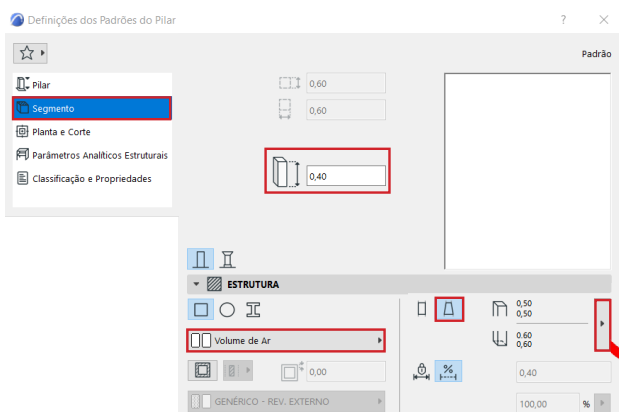 Definições dos Padrões do Pilar
? ×
Padrão
Pilar
0,60
Segmento
0,60
Planta e Corte
Parâmetros Analíticos Estruturais
0,40
Classificação e Propriedades
ESTRUTURA
0,50
0,50
Volume de Ar
0,60
0,60
0,00
%
0,40
GENÉRICO - REV. EXTERNO
100,00 %